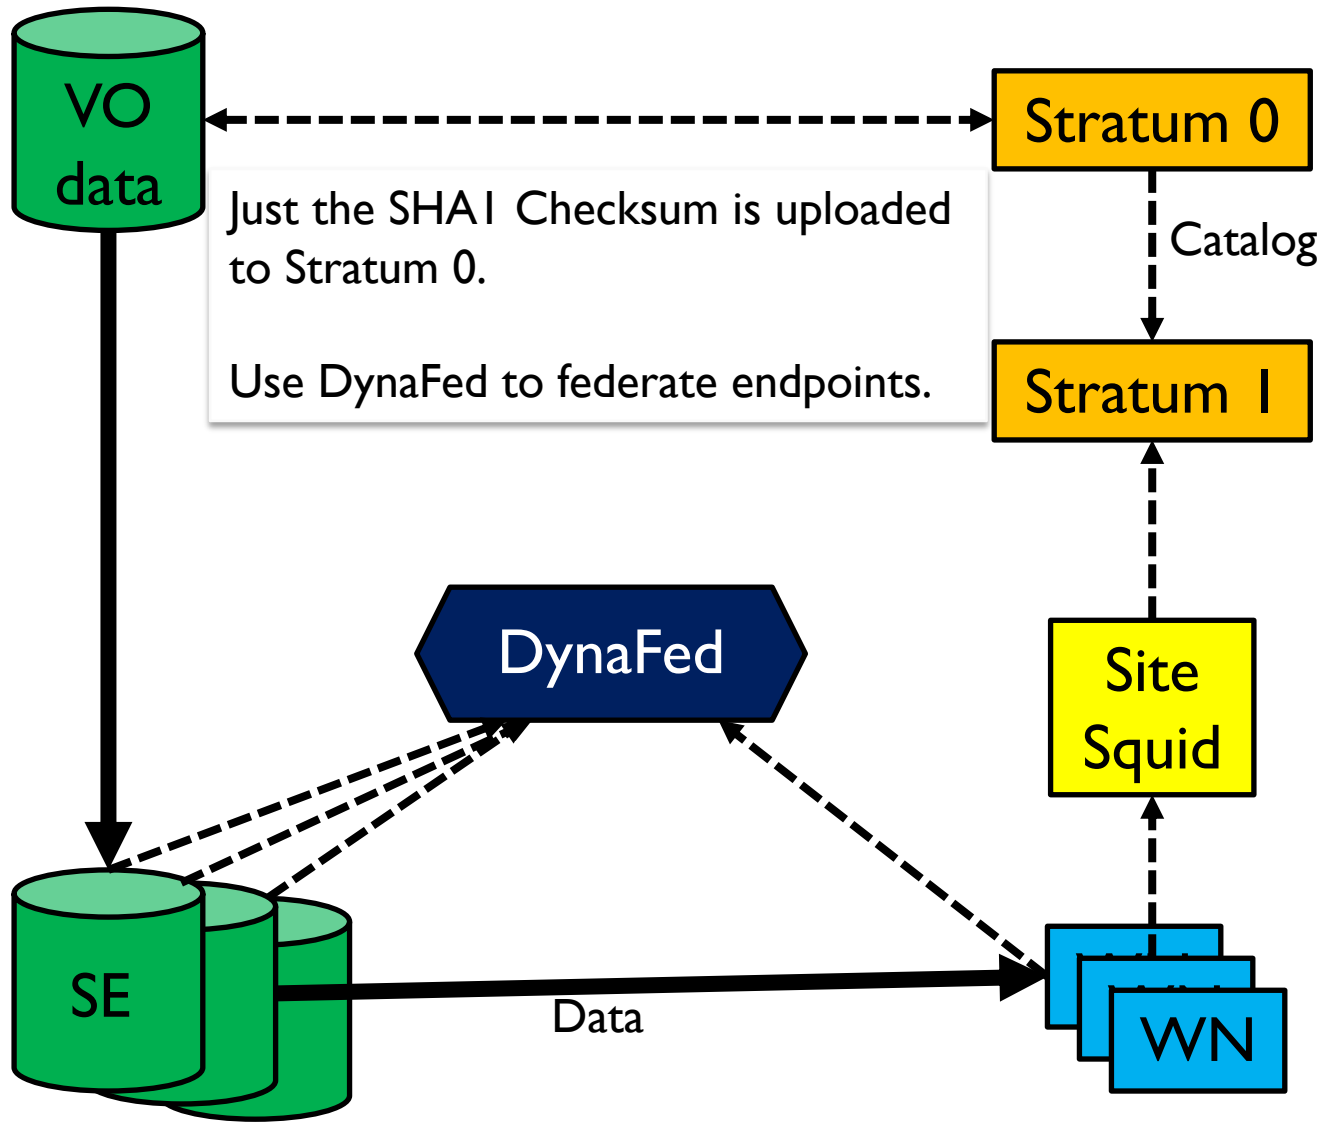 VO
data
Stratum 0
Just the SHA1 Checksum is uploaded
to Stratum 0.
Use DynaFed to federate endpoints.
Catalog
Stratum 1
DynaFed
Site
Squid
SE
Data
WN